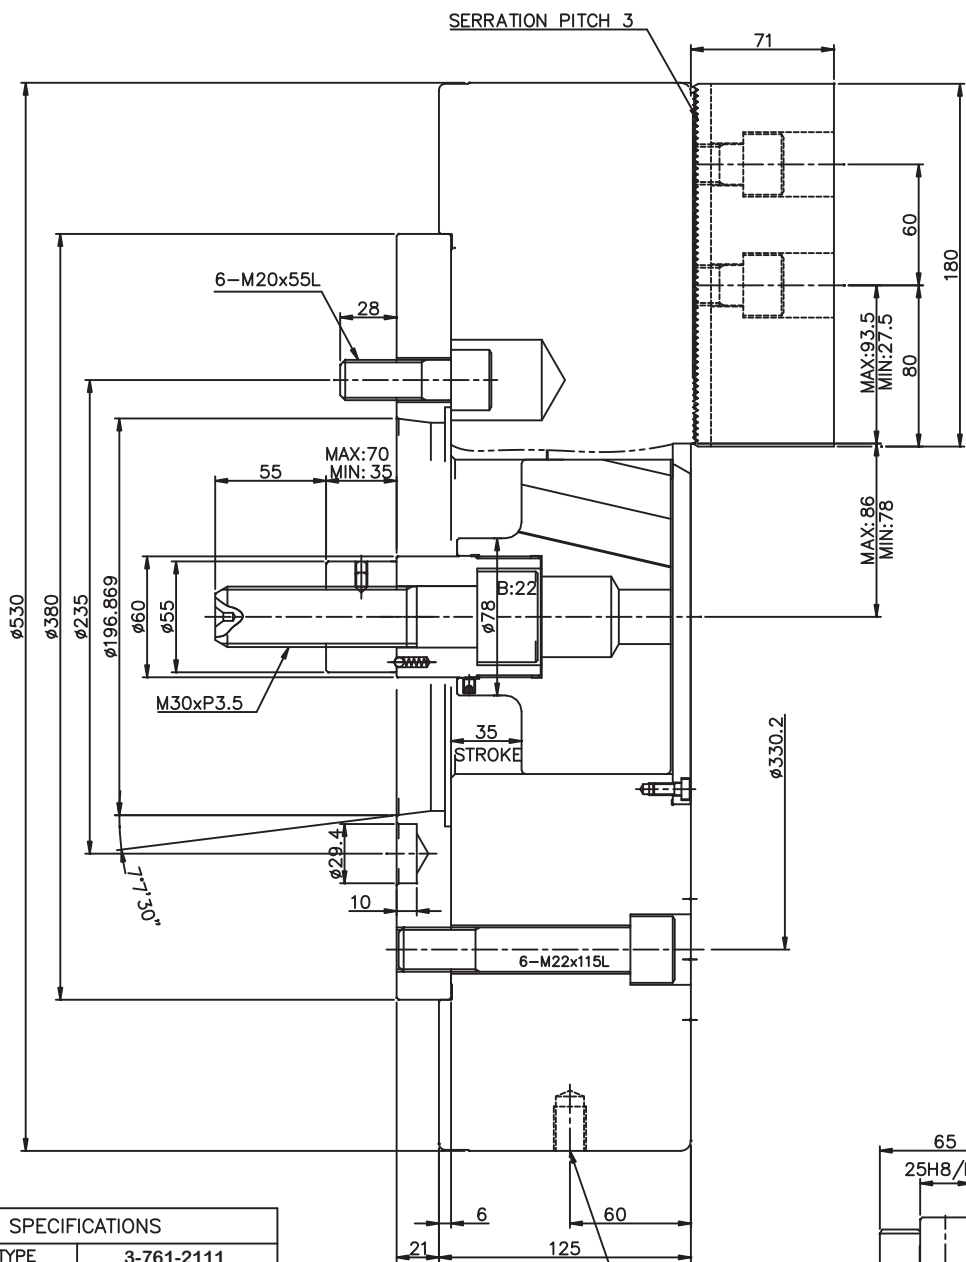 SERRATION PITCH 3
71
6-M20x55L
28
60
180
MAX:93.5
MIN:27.5
80
MAX:70
MIN:35
55
MAX:86
MIN:78
ø530
ø380
ø235
ø196.869
ø60
ø55
B:22
ø78
M30xP3.5
35
STROKE
ø330.2
ø29.4
7°7'30"
10
6-M22x115L
65
25H8/
6
60
21
125
SPECIFICATIONS
TYPE
3-761-2111